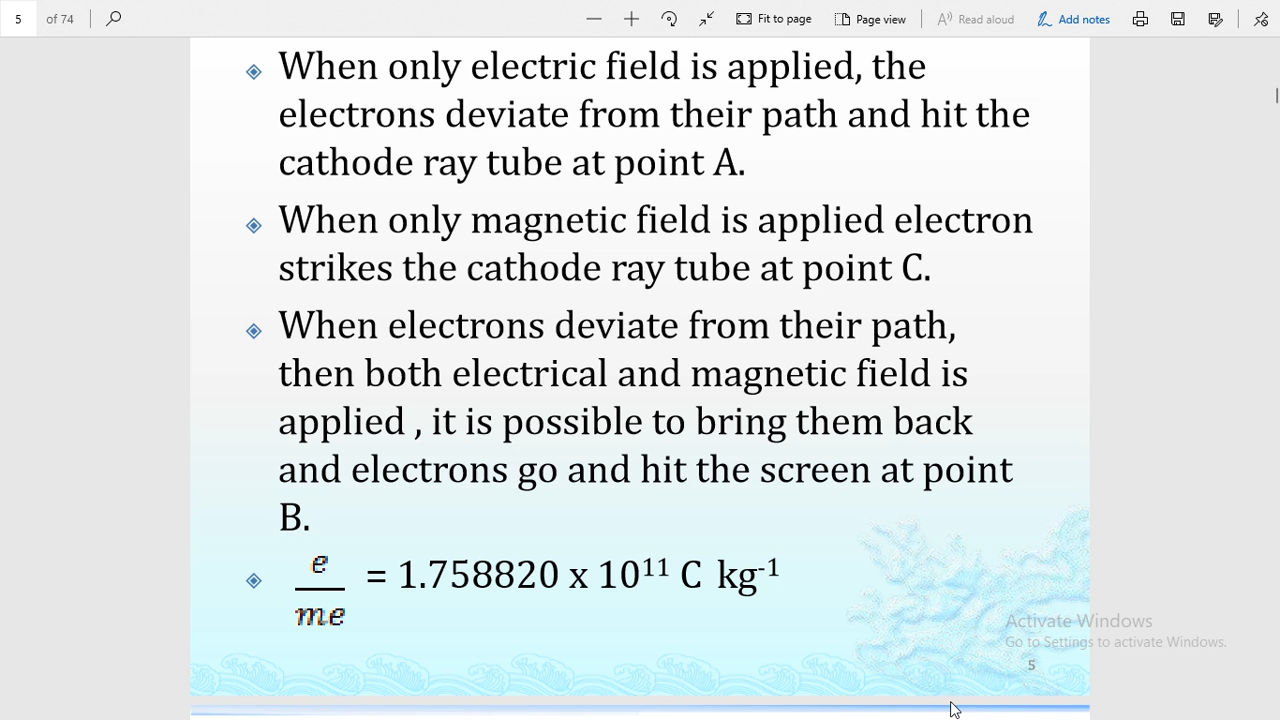 5 of 74 Fit to page Page view Read aloud Add notes
When only electric field is applied, the
electrons deviate from their path and hit the
cathode ray tube at point A.
When only magnetic field is applied electron
strikes the cathode ray tube at point C.
When electrons deviate from their path,
then both electrical and magnetic field is
applied , it is possible to bring them back
and electrons go and hit the screen at point
B.
e
= 1.758820 x 10¹¹ C kg⁻¹
me
Activate Windows
Go to Settings to activate Windows.
5